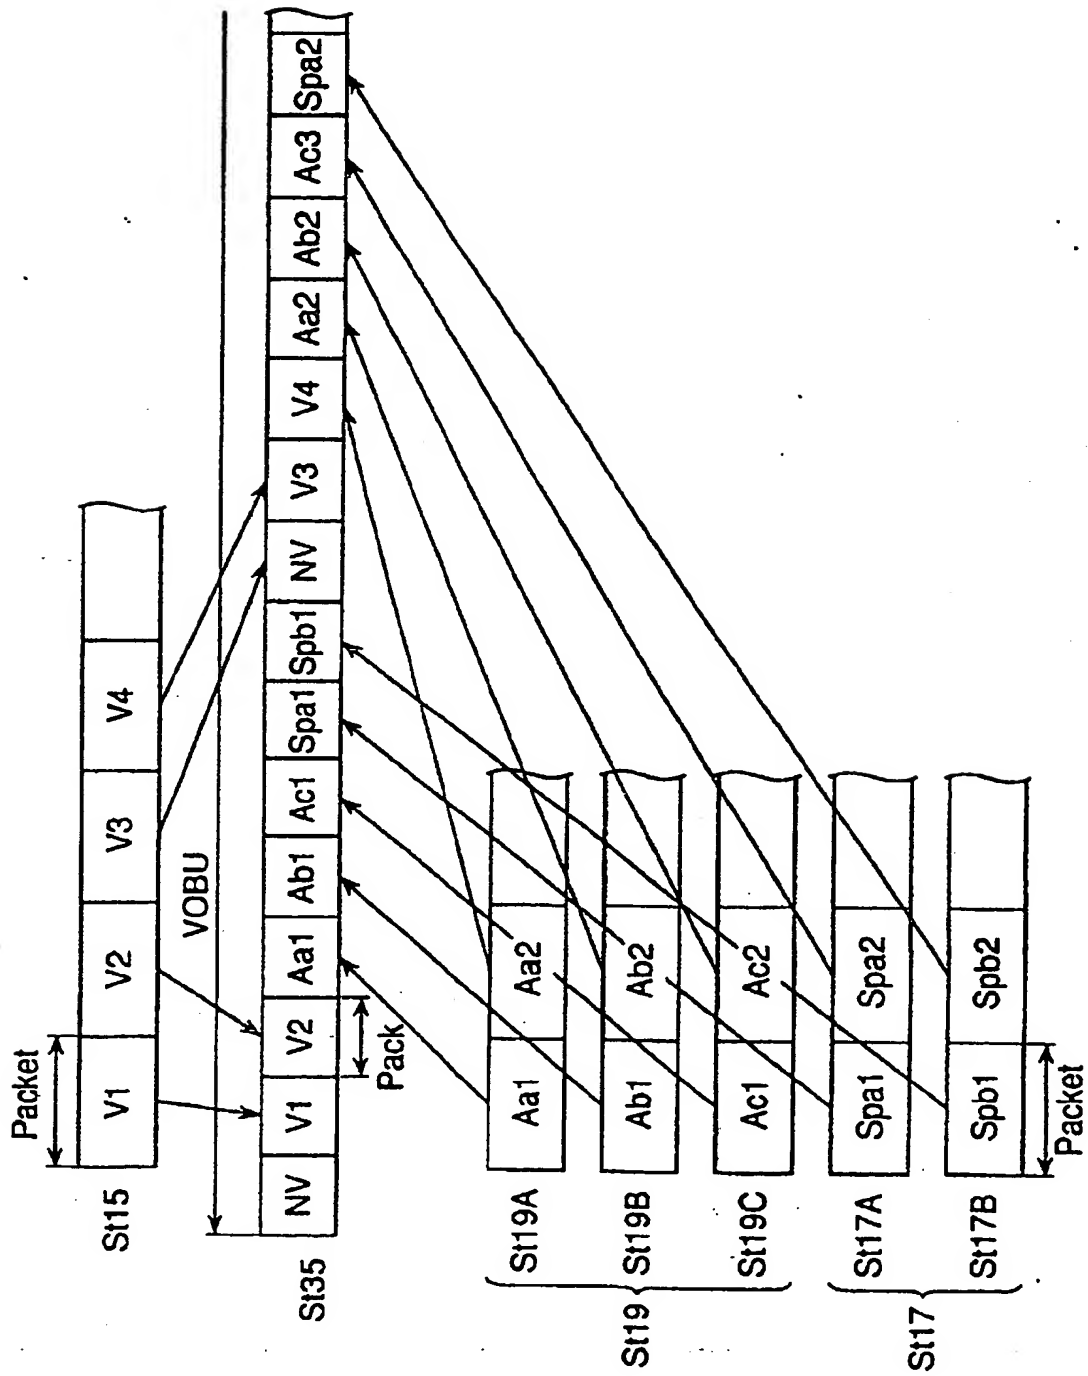 Packet
St15 V1 V2 V3 V4
VOBU
St35 NV V1 V2 Aa1 Ab1 Ac1 Spa1 Spb1 NV V3 V4 Aa2 Ab2 Ac3 Spa2
Pack
St19
St19A Aa1 Aa2
St19B Ab1 Ab2
St19C Ac1 Ac2
St17
St17A Spa1 Spa2
St17B Spb1 Spb2
Packet